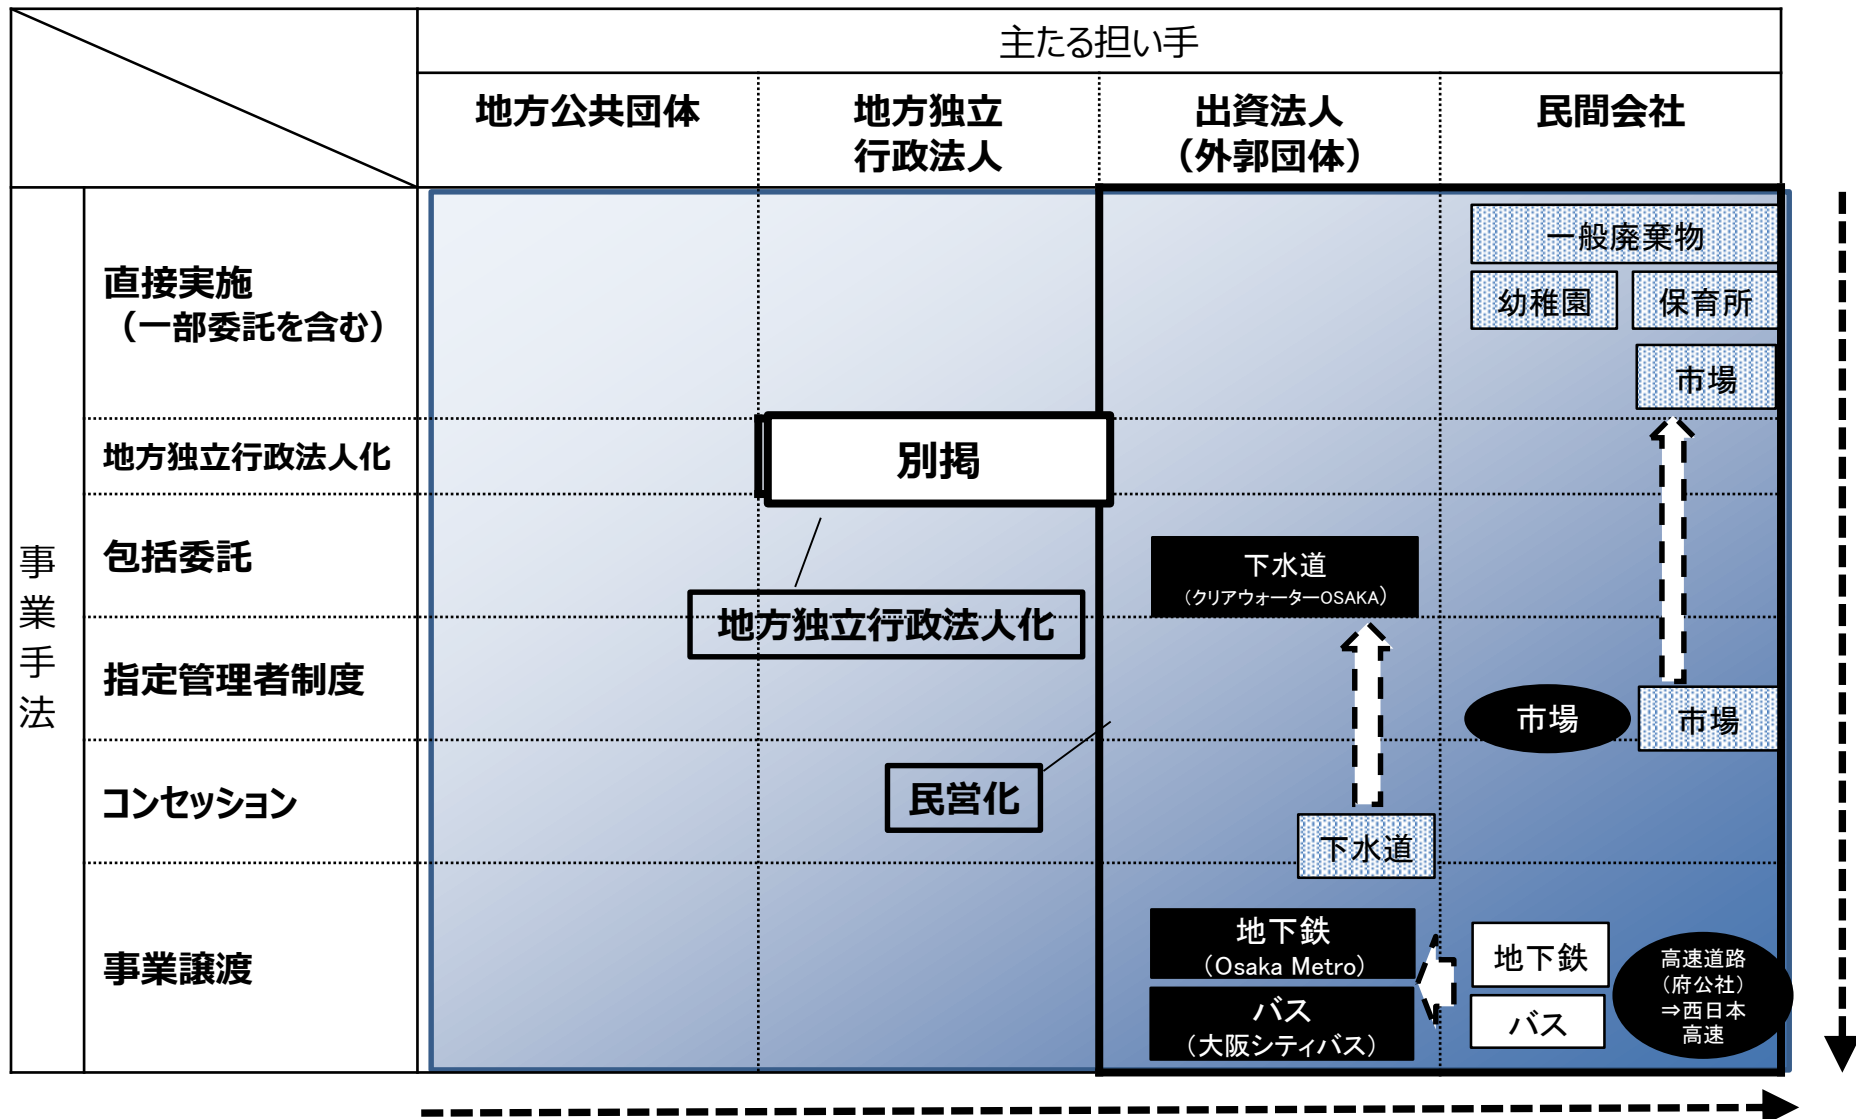 主たる担い手
地方公共団体
地方独立
行政法人
出資法人
（外郭団体）
民間会社
事業手法
直接実施
（一部委託を含む）
一般廃棄物
幼稚園
保育所
市場
地方独立行政法人化
別掲
包括委託
下水道
（クリアウォーターOSAKA）
地方独立行政法人化
指定管理者制度
市場
市場
コンセッション
民営化
下水道
事業譲渡
地下鉄
（Osaka Metro）
バス
（大阪シティバス）
地下鉄
バス
高速道路
（府公社）
⇒西日本
高速